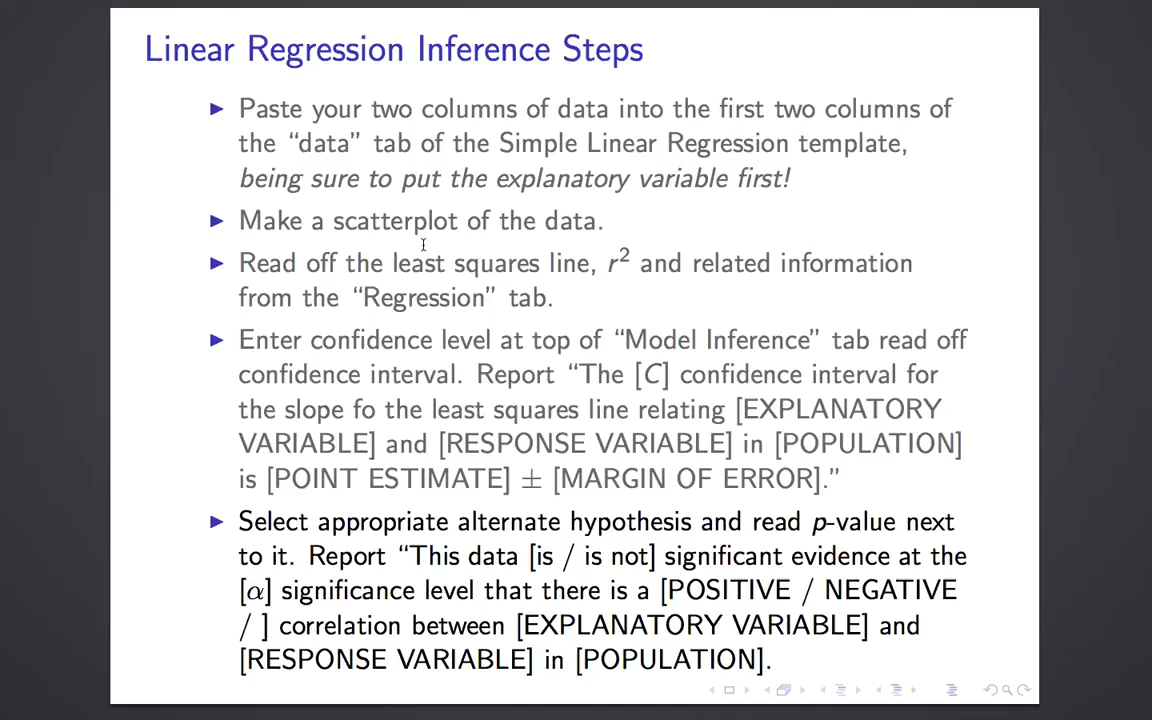 Linear Regression Inference Steps
Paste your two columns of data into the first two columns of
the “data” tab of the Simple Linear Regression template,
being sure to put the explanatory variable first!
Make a scatterplot of the data.
Read off the least squares line, r² and related information
from the “Regression” tab.
Enter confidence level at top of “Model Inference” tab read off
confidence interval. Report “The [C] confidence interval for
the slope fo the least squares line relating [EXPLANATORY
VARIABLE] and [RESPONSE VARIABLE] in [POPULATION]
is [POINT ESTIMATE] ± [MARGIN OF ERROR].”
Select appropriate alternate hypothesis and read p-value next
to it. Report “This data [is / is not] significant evidence at the
[α] significance level that there is a [POSITIVE / NEGATIVE
/ ] correlation between [EXPLANATORY VARIABLE] and
[RESPONSE VARIABLE] in [POPULATION].